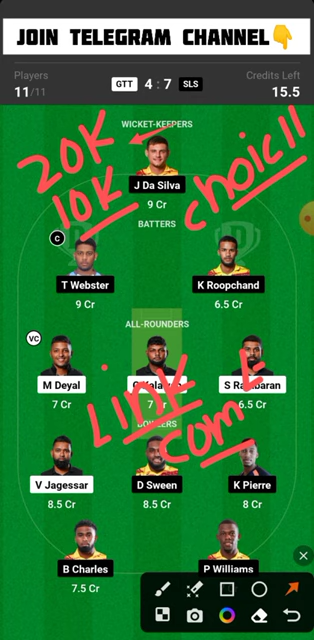 JOIN TELEGRAM CHANNEL👇
Players
11/11
GTT 4 : 7 SLS
Credits Left
15.5
WICKET-KEEPERS
20K
10K
choice!!
J Da Silva
9 Cr
BATTERS
C
T Webster
9 Cr
K Roopchand
6.5 Cr
ALL-ROUNDERS
VC
M Deyal
7 Cr
7
S Rambaran
6.5 Cr
Link
comE
V Jagessar
8.5 Cr
D Sween
8.5 Cr
K Pierre
8 Cr
B Charles
7.5 Cr
P Williams